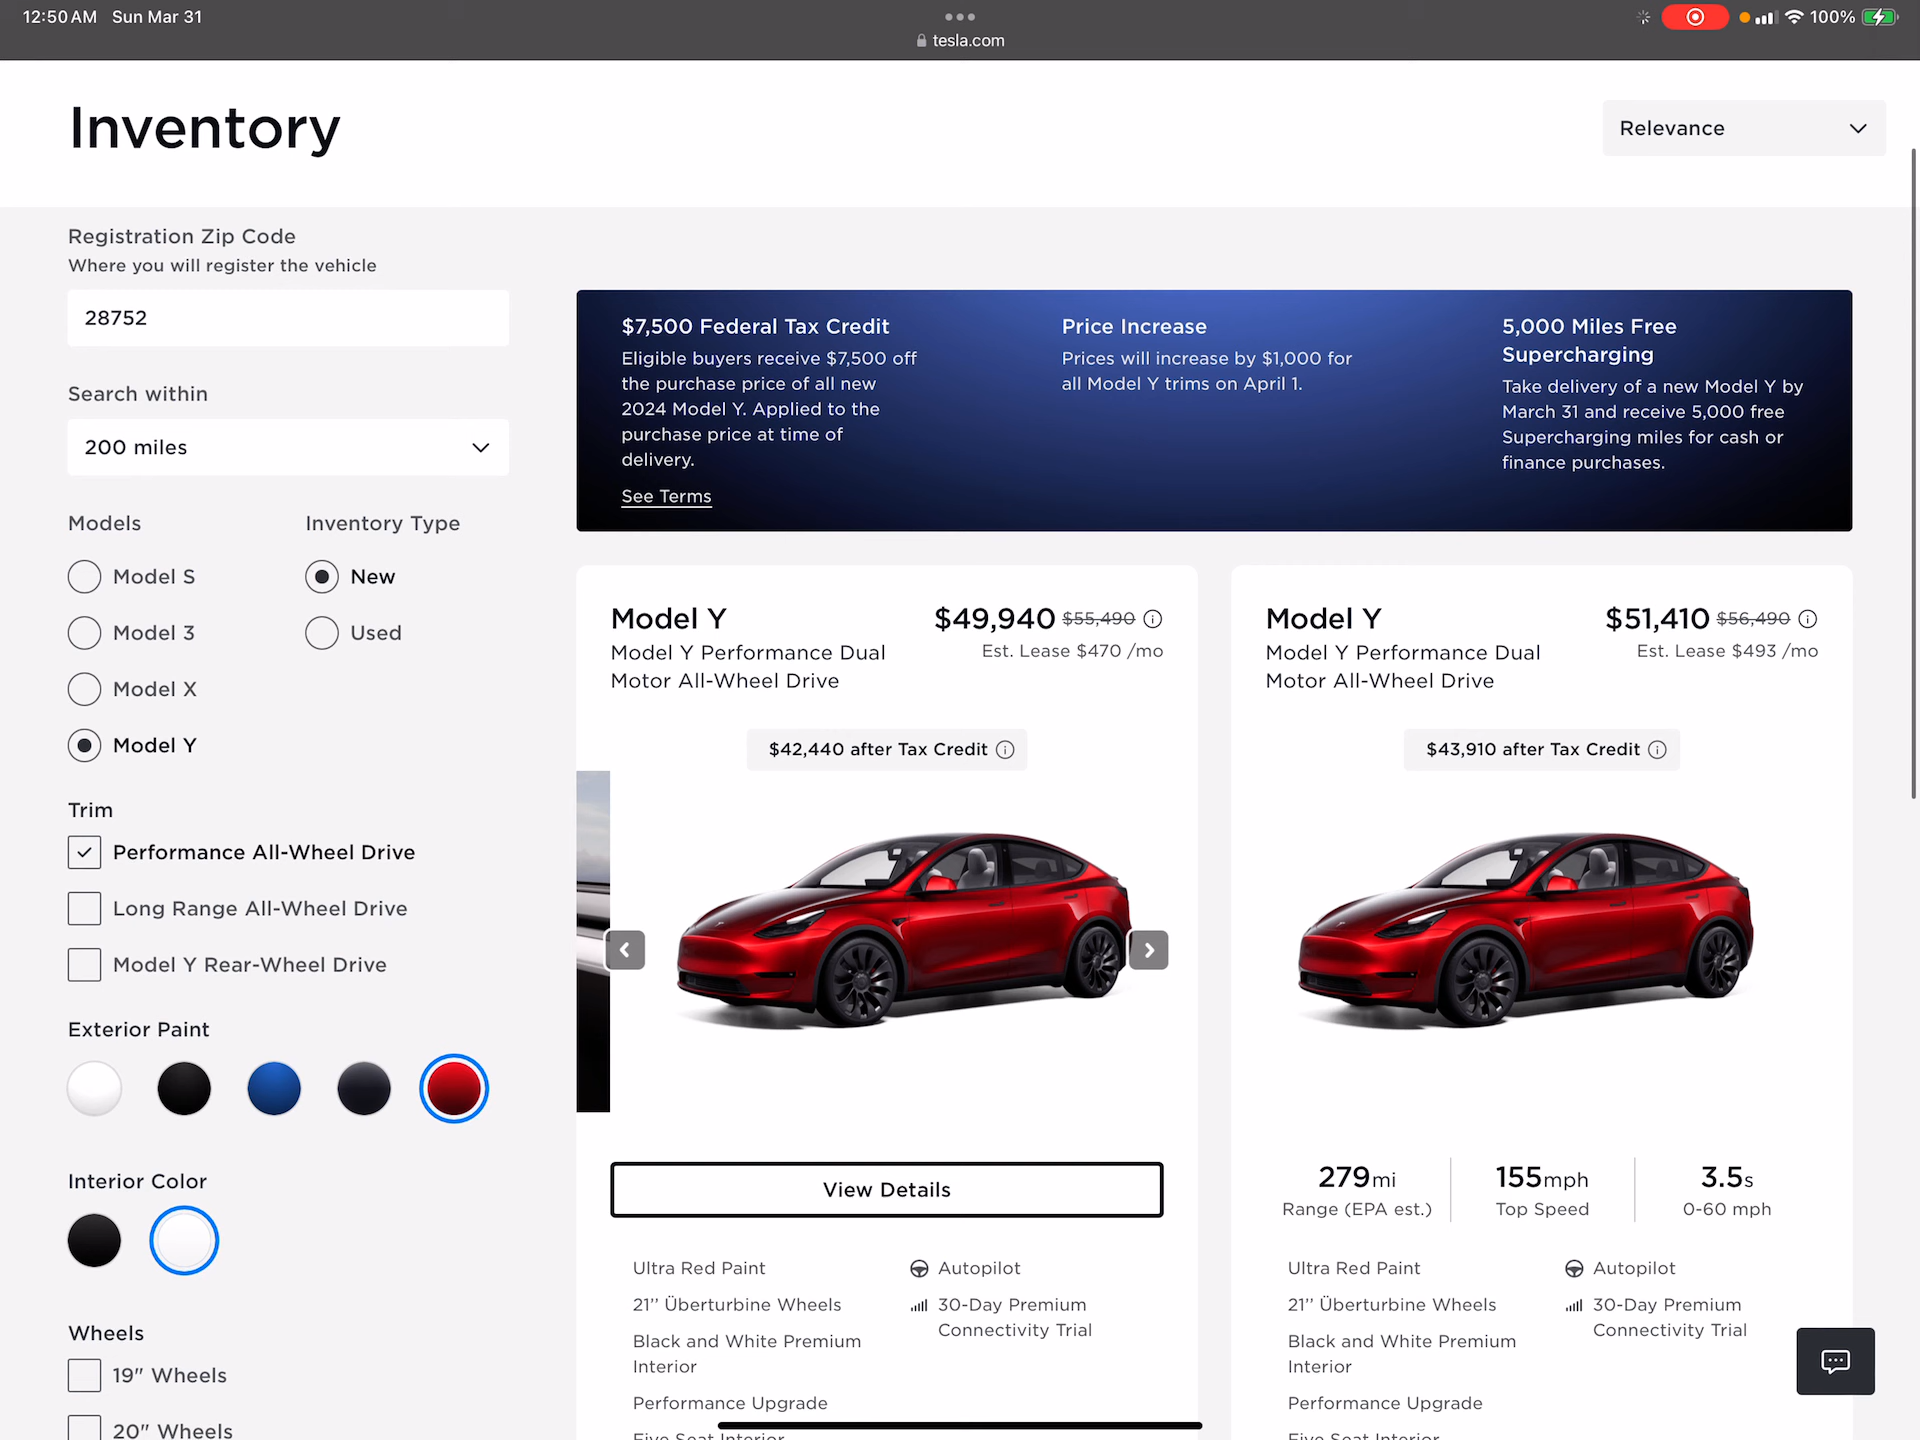 12:50 AM Sun Mar 31
100%
tesla.com
Inventory
Relevance
Registration Zip Code
Where you will register the vehicle
28752
Search within
200 miles
Models
Model S
Model 3
Model X
Model Y
Inventory Type
New
Used
Trim
Performance All-Wheel Drive
Long Range All-Wheel Drive
Model Y Rear-Wheel Drive
Exterior Paint
Interior Color
Wheels
19" Wheels
20" Wheels
$7,500 Federal Tax Credit
Eligible buyers receive $7,500 off
the purchase price of all new
2024 Model Y. Applied to the
purchase price at time of
delivery.
See Terms
Price Increase
Prices will increase by $1,000 for
all Model Y trims on April 1.
5,000 Miles Free
Supercharging
Take delivery of a new Model Y by
March 31 and receive 5,000 free
Supercharging miles for cash or
finance purchases.
Model Y
$49,940 $55,490
Est. Lease $470 /mo
Model Y Performance Dual
Motor All-Wheel Drive
$42,440 after Tax Credit
View Details
Ultra Red Paint
21’’ Überturbine Wheels
Black and White Premium
Interior
Performance Upgrade
Five Seat Interior
Autopilot
30-Day Premium
Connectivity Trial
Model Y
$51,410 $56,490
Est. Lease $493 /mo
Model Y Performance Dual
Motor All-Wheel Drive
$43,910 after Tax Credit
279mi
Range (EPA est.)
155mph
Top Speed
3.5s
0-60 mph
Ultra Red Paint
21’’ Überturbine Wheels
Black and White Premium
Interior
Performance Upgrade
Five Seat Interior
Autopilot
30-Day Premium
Connectivity Trial